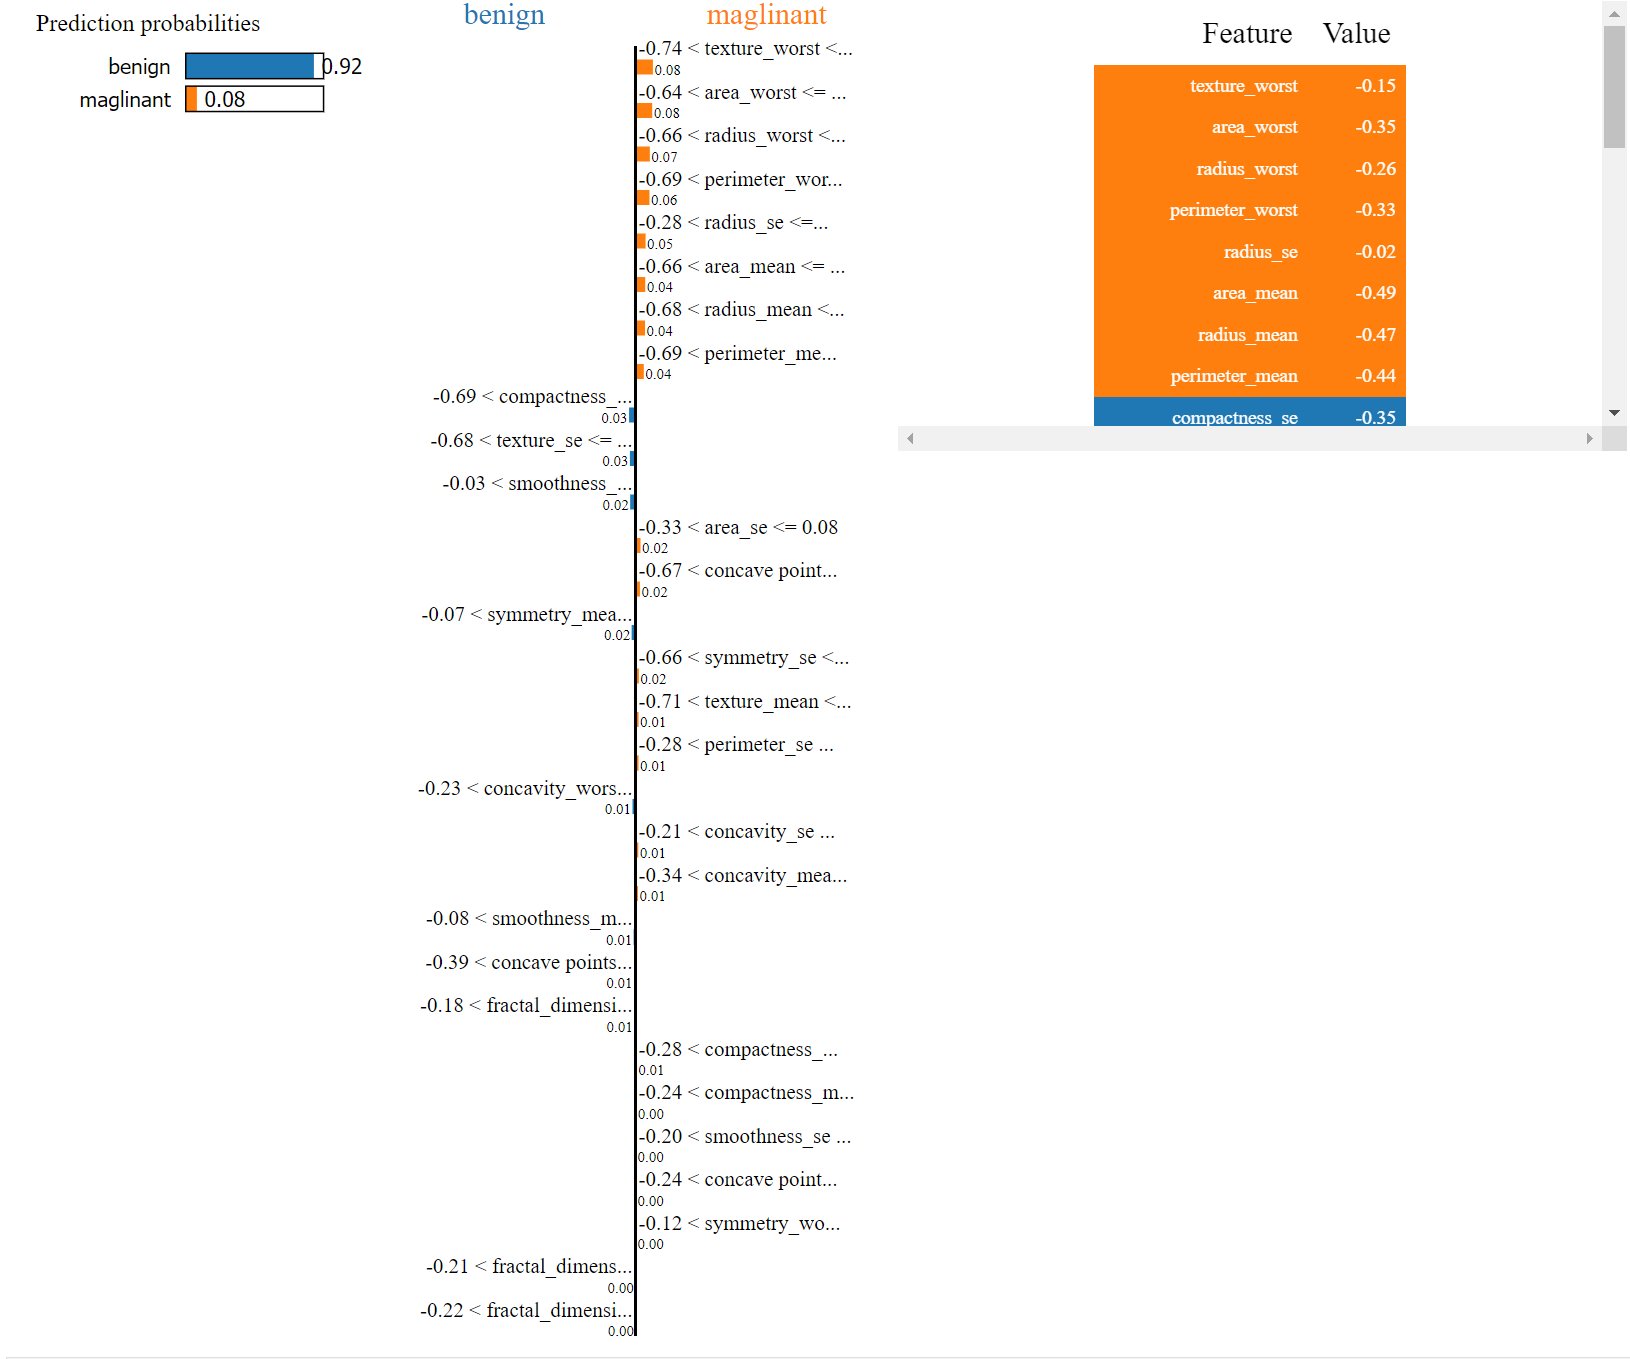 Prediction probabilities
benign 0.92
maglinant 0.08
benign maglinant
-0.74 < texture_worst <...
0.08
-0.64 < area_worst <= ...
0.08
-0.66 < radius_worst <...
0.07
-0.69 < perimeter_wor...
0.06
-0.28 < radius_se <=...
0.05
-0.66 < area_mean <= ...
0.04
-0.68 < radius_mean <...
0.04
-0.69 < perimeter_me...
0.04
-0.69 < compactness_...
0.03
-0.68 < texture_se <= ...
0.03
-0.03 < smoothness_...
0.02
-0.33 < area_se <= 0.08
0.02
-0.67 < concave point...
0.02
-0.07 < symmetry_mea...
0.02
-0.66 < symmetry_se <...
0.02
-0.71 < texture_mean <...
0.01
-0.28 < perimeter_se ...
0.01
-0.23 < concavity_wors...
0.01
-0.21 < concavity_se ...
0.01
-0.34 < concavity_mea...
0.01
-0.08 < smoothness_m...
0.01
-0.39 < concave points...
0.01
-0.18 < fractal_dimensi...
0.01
-0.28 < compactness_...
0.01
-0.24 < compactness_m...
0.00
-0.20 < smoothness_se ...
0.00
-0.24 < concave point...
0.00
-0.12 < symmetry_wo...
0.00
-0.21 < fractal_dimens...
0.00
-0.22 < fractal_dimensi...
0.00
Feature Value
texture_worst -0.15
area_worst -0.35
radius_worst -0.26
perimeter_worst -0.33
radius_se -0.02
area_mean -0.49
radius_mean -0.47
perimeter_mean -0.44
compactness_se -0.35